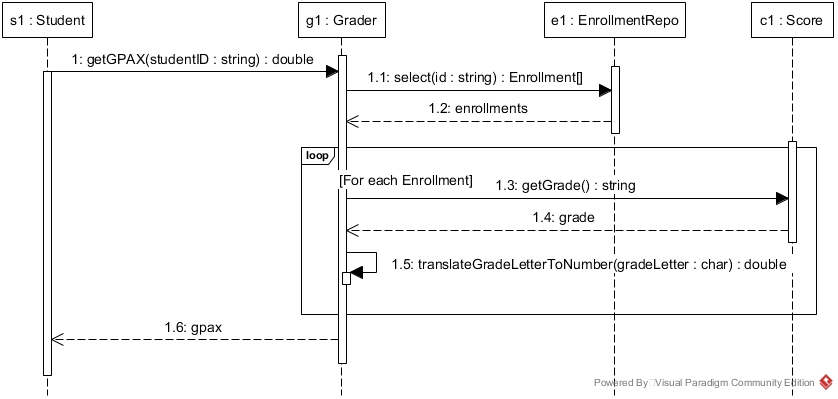 s1 : Student
g1 : Grader
e1 : EnrollmentRepo
c1 : Score
1: getGPAX(studentID : string) : double
1.1: select(id : string) : Enrollment[]
1.2: enrollments
loop
[For each Enrollment]
1.3: getGrade() : string
1.4: grade
1.5: translateGradeLetterToNumber(gradeLetter : char) : double
1.6: gpax
Powered By Visual Paradigm Community Edition